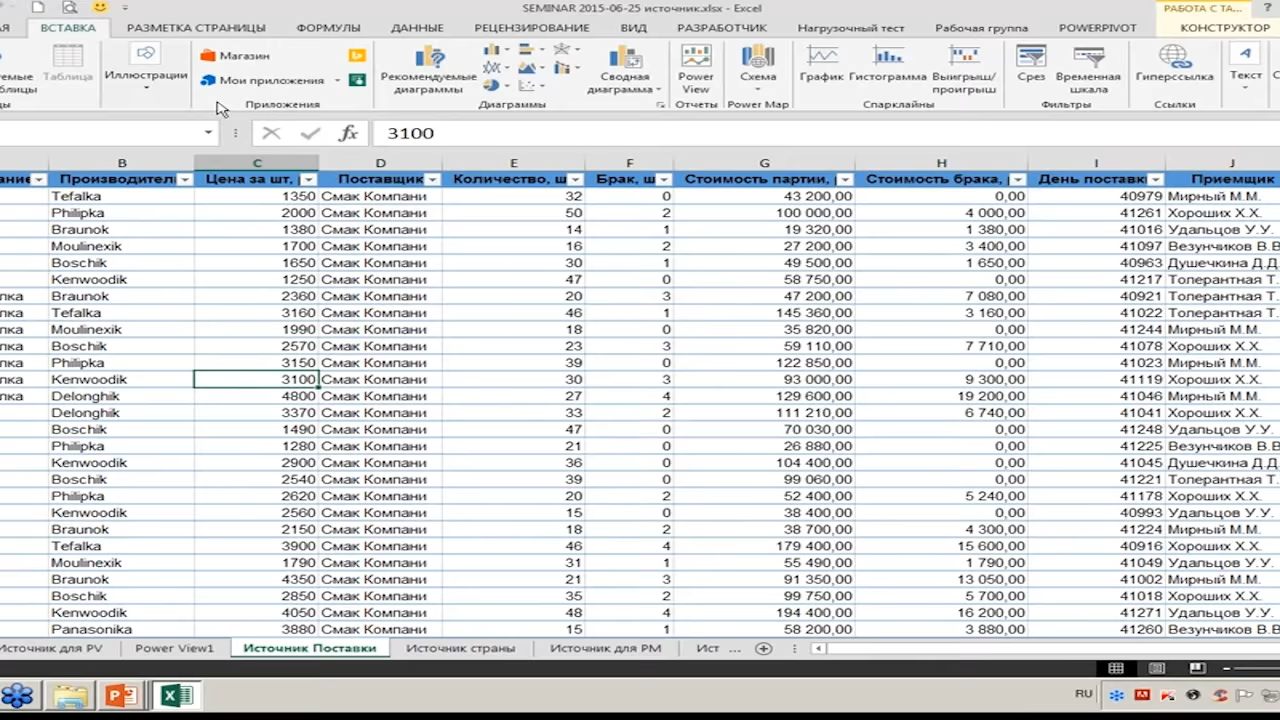 SEMINAR 2015-06-25 источник.xlsx - Excel
РАБОТА С ТА...
?
ВСТАВКА РАЗМЕТКА СТРАНИЦЫ ФОРМУЛЫ ДАННЫЕ РЕЦЕНЗИРОВАНИЕ ВИД РАЗРАБОТЧИК Нагрузочный тест Рабочая группа POWERPIVOT КОНСТРУКТОР
Таблица
Иллюстрации
Магазин
Мои приложения
Приложения
Рекомендуемые диаграммы
Сводная диаграмма
Диаграммы
Power View
Отчеты
Схема
Power Map
График Гистограмма Выигрыш/проигрыш
Спарклайны
Срез Временная шкала
Фильтры
Гиперссылка
Ссылки
Текст
fx 3100
B C D E F G H I J
ание Производител Цена за шт, Поставщик Количество, ш Брак, ш Стоимость партии, Стоимость брака, День поставк Приемщик
Tefalka 1350 Смак Компани 32 0 43 200,00 0,00 40979 Мирный М.М.
Philipka 2000 Смак Компани 50 2 100 000,00 4 000,00 41261 Хороших Х.Х.
Braunok 1380 Смак Компани 14 1 19 320,00 1 380,00 41016 Удальцов У.У.
Moulinexik 1700 Смак Компани 16 2 27 200,00 3 400,00 41097 Везунчиков В.В
Boschik 1650 Смак Компани 30 1 49 500,00 1 650,00 40963 Душечкина Д.Д
Kenwoodik 1250 Смак Компани 47 0 58 750,00 0,00 41217 Толерантная Т.
лка Braunok 2360 Смак Компани 20 3 47 200,00 7 080,00 40921 Толерантная Т.
лка Tefalka 3160 Смак Компани 46 1 145 360,00 3 160,00 41022 Толерантная Т.
лка Moulinexik 1990 Смак Компани 18 0 35 820,00 0,00 41244 Мирный М.М.
лка Boschik 2570 Смак Компани 23 3 59 110,00 7 710,00 41078 Хороших Х.Х.
лка Philipka 3150 Смак Компани 39 0 122 850,00 0,00 41023 Мирный М.М.
лка Kenwoodik 3100 Смак Компани 30 3 93 000,00 9 300,00 41119 Хороших Х.Х.
лка Delonghik 4800 Смак Компани 27 4 129 600,00 19 200,00 41046 Мирный М.М.
Delonghik 3370 Смак Компани 33 2 111 210,00 6 740,00 41041 Хороших Х.Х.
Boschik 1490 Смак Компани 47 0 70 030,00 0,00 41248 Удальцов У.У.
Philipka 1280 Смак Компани 21 0 26 880,00 0,00 41225 Везунчиков В.В
Kenwoodik 2900 Смак Компани 36 0 104 400,00 0,00 41045 Душечкина Д.Д
Boschik 2540 Смак Компани 39 0 99 060,00 0,00 41221 Толерантная Т.
Philipka 2620 Смак Компани 20 2 52 400,00 5 240,00 41178 Хороших Х.Х.
Kenwoodik 2560 Смак Компани 15 0 38 400,00 0,00 40993 Удальцов У.У.
Braunok 2150 Смак Компани 18 2 38 700,00 4 300,00 41224 Мирный М.М.
Tefalka 3900 Смак Компани 46 4 179 400,00 15 600,00 40916 Хороших Х.Х.
Moulinexik 1790 Смак Компани 31 1 55 490,00 1 790,00 41049 Удальцов У.У.
Braunok 4350 Смак Компани 21 3 91 350,00 13 050,00 41002 Мирный М.М.
Boschik 2850 Смак Компани 35 2 99 750,00 5 700,00 41018 Хороших Х.Х.
Kenwoodik 4050 Смак Компани 48 4 194 400,00 16 200,00 41271 Удальцов У.У.
Panasonika 3880 Смак Компани 15 1 58 200,00 3 880,00 41260 Везунчиков В.В
Источник для PV Power View1 Источник Поставки Источник страны Источник для PM Ист ...
RU